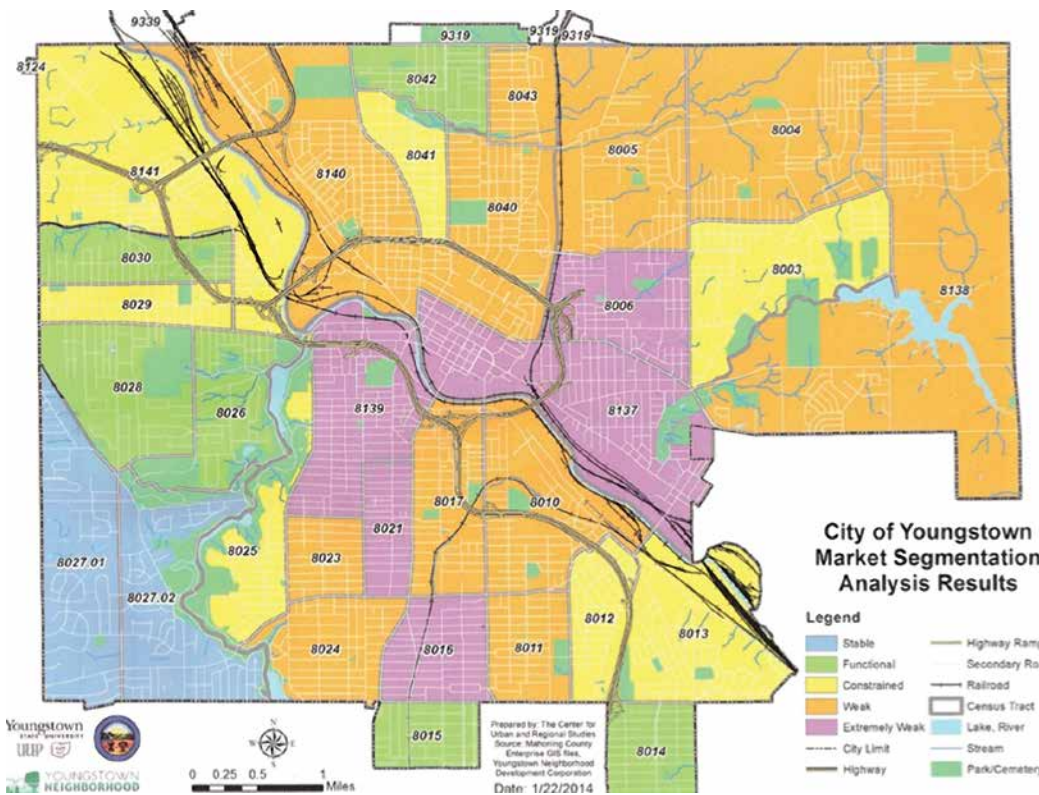 9339
9319
9319
9319
8124
8042
8043
8004
8005
8041
8141
8140
8040
8030
8003
8006
8138
8029
8028
8026
8139
8137
8017
8010
8021
8025
8023
8027.01
8027.02
8012
8013
8024
8016
8011
8015
8014
City of Youngstown
Market Segmentation
Analysis Results
Legend
Stable
Functional
Constrained
Weak
Extremely Weak
City Limit
Highway
Highway Ramp
Secondary Ro
Railroad
Census Tract
Lake, River
Stream
Park/Cemetery
Youngstown
STATE UNIVERSITY
YOUNGSTOWN
NEIGHBORHOOD
N
W E
S
0 0.25 0.5 1
Miles
Prepared by: The Center for
Urban and Regional Studies
Source: Mahoning County
Enterprise GIS files,
Youngstown Neighborhood
Development Corporation
Date: 1/22/2014